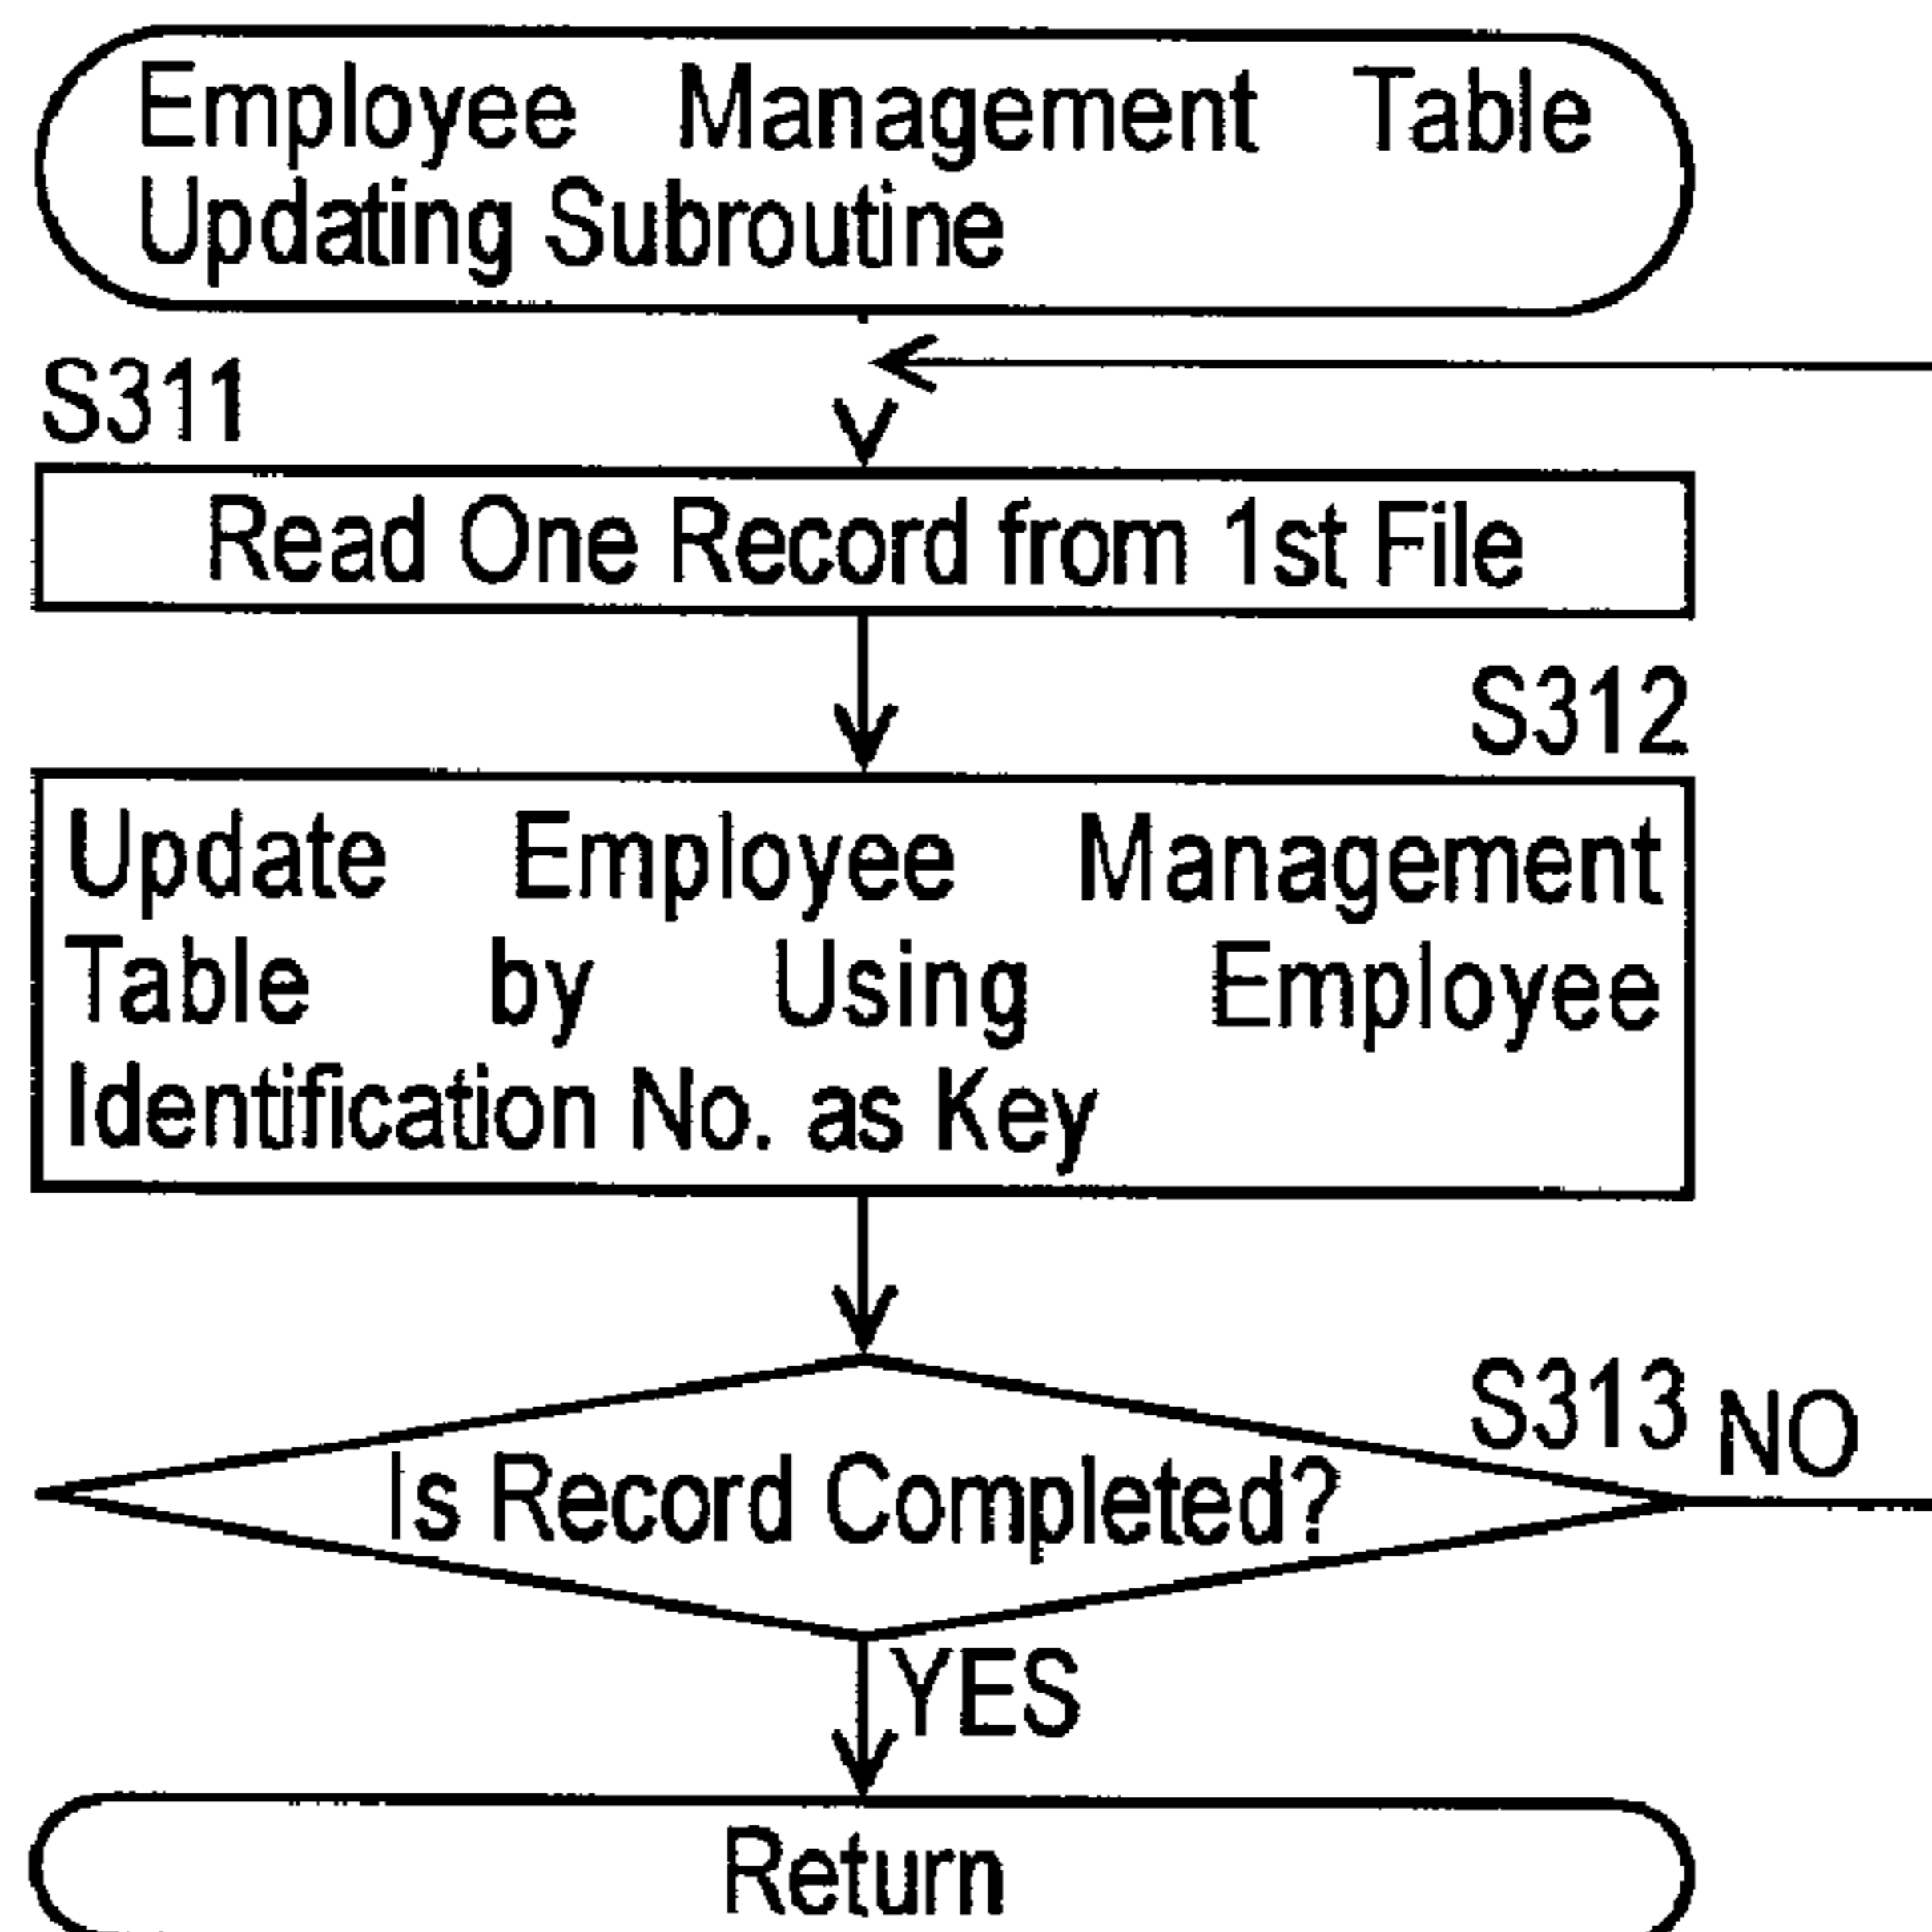 Employee Management Table
Updating Subroutine
S311
Read One Record from 1st File
S312
Update Employee Management
Table by Using Employee
Identification No. as Key
S313 NO
Is Record Completed?
YES
Return